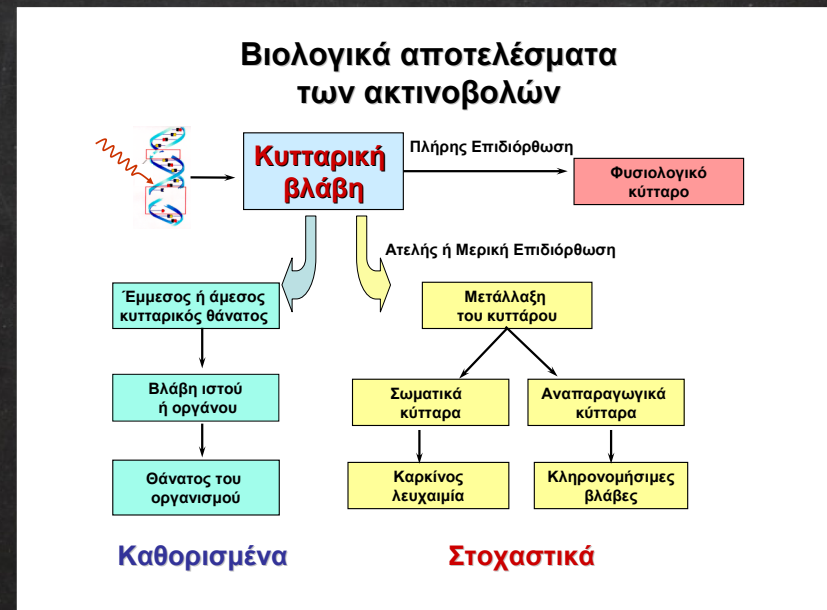 Βιολογικά αποτελέσματα
των ακτινοβολών
Κυτταρική
βλάβη
Πλήρης Επιδιόρθωση
Φυσιολογικό
κύτταρο
Ατελής ή Μερική Επιδιόρθωση
Έμμεσος ή άμεσος
κυτταρικός θάνατος
Μετάλλαξη
του κυττάρου
Βλάβη ιστού
ή οργάνου
Σωματικά
κύτταρα
Αναπαραγωγικά
κύτταρα
Θάνατος του
οργανισμού
Καρκίνος
λευχαιμία
Κληρονομήσιμες
βλάβες
Καθορισμένα
Στοχαστικά